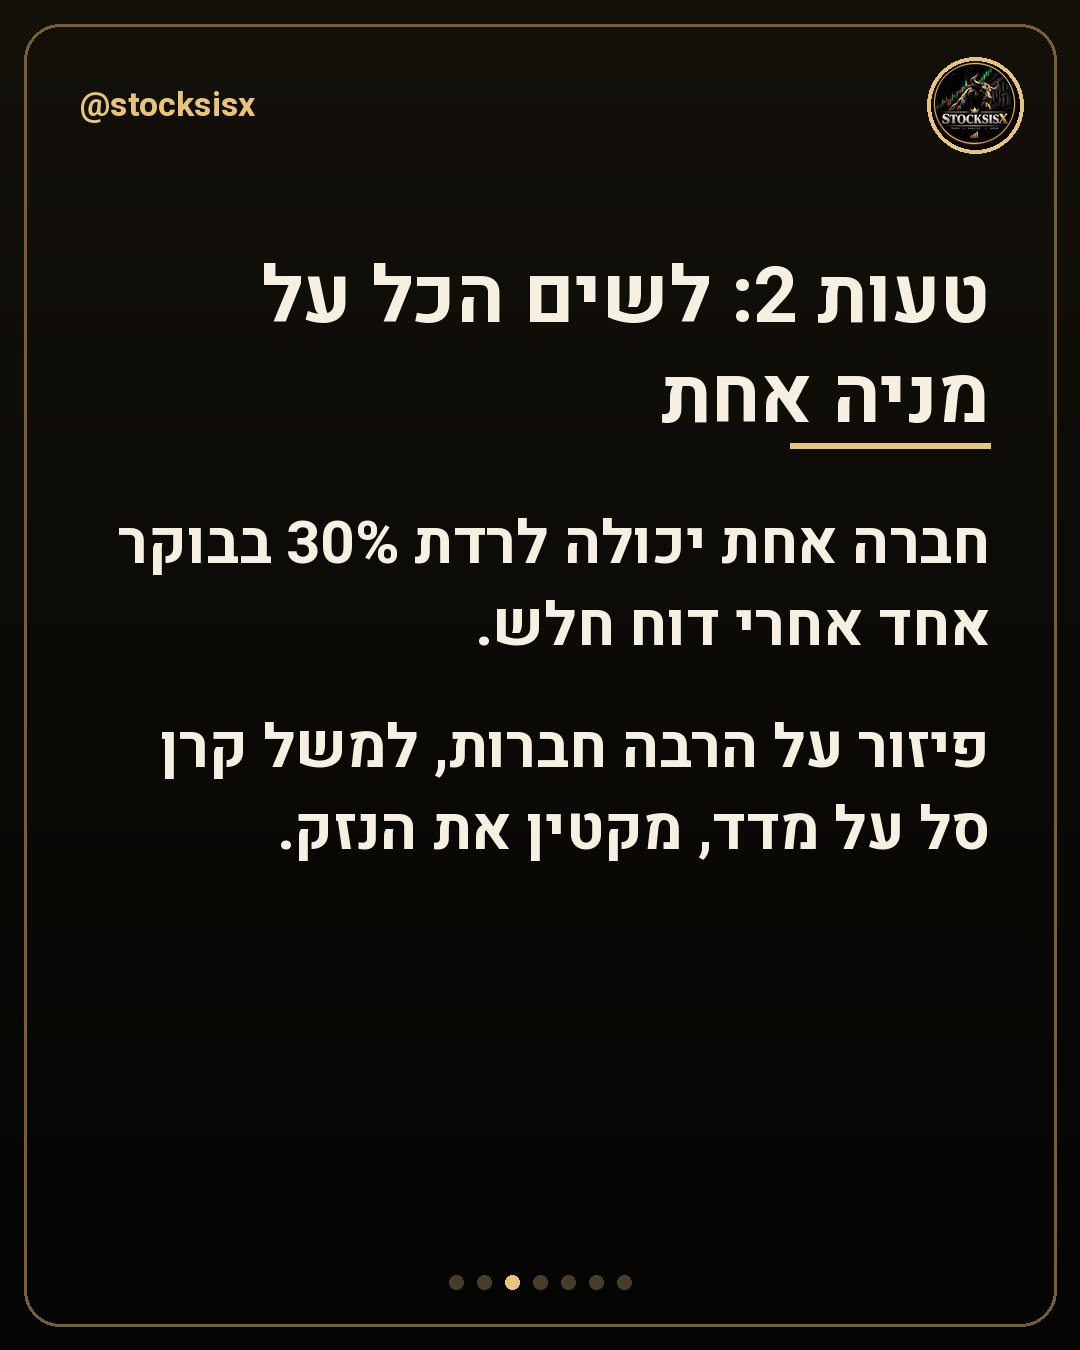 @stocksisx
STOCKSISX
טעות 2: לשים הכל על
מניה אחת
חברה אחת יכולה לרדת 30% בבוקר
אחד אחרי דוח חלש.
פיזור על הרבה חברות, למשל קרן
סל על מדד, מקטין את הנזק.